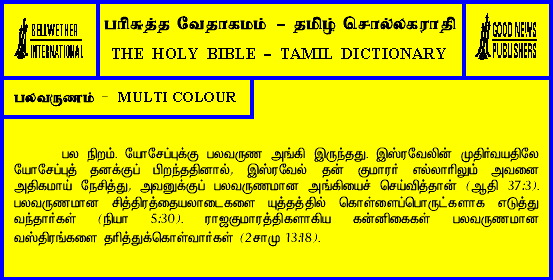 BELLWETHER
INTERNATIONAL
பரிசுத்த வேதாகமம் - தமிழ் சொல்லகராதி
THE HOLY BIBLE - TAMIL DICTIONARY
GOOD NEWS
PUBLISHERS
பலவருணம் - MULTI COLOUR
பல நிறம். யோசேப்புக்கு பலவருண அங்கி இருந்தது. இஸ்ரவேலின் முதிர்வயதிலே
யோசேப்புத் தனக்குப் பிறந்ததினால், இஸ்ரவேல் தன் குமாரர் எல்லாரிலும் அவனை
அதிகமாய் நேசித்து, அவனுக்குப் பலவருணமான அங்கியைச் செய்வித்தான் (ஆதி 37:3).
பலவருணமான சித்திரத்தையலாடைகளை யுத்தத்தில் கொள்ளைப்பொருட்களாக எடுத்து
வந்தார்கள் (நியா 5:30). ராஜகுமாரத்திகளாகிய கன்னிகைகள் பலவருணமான
வஸ்திரங்களை தரித்துக்கொள்வார்கள் (2சாமு 13:18).